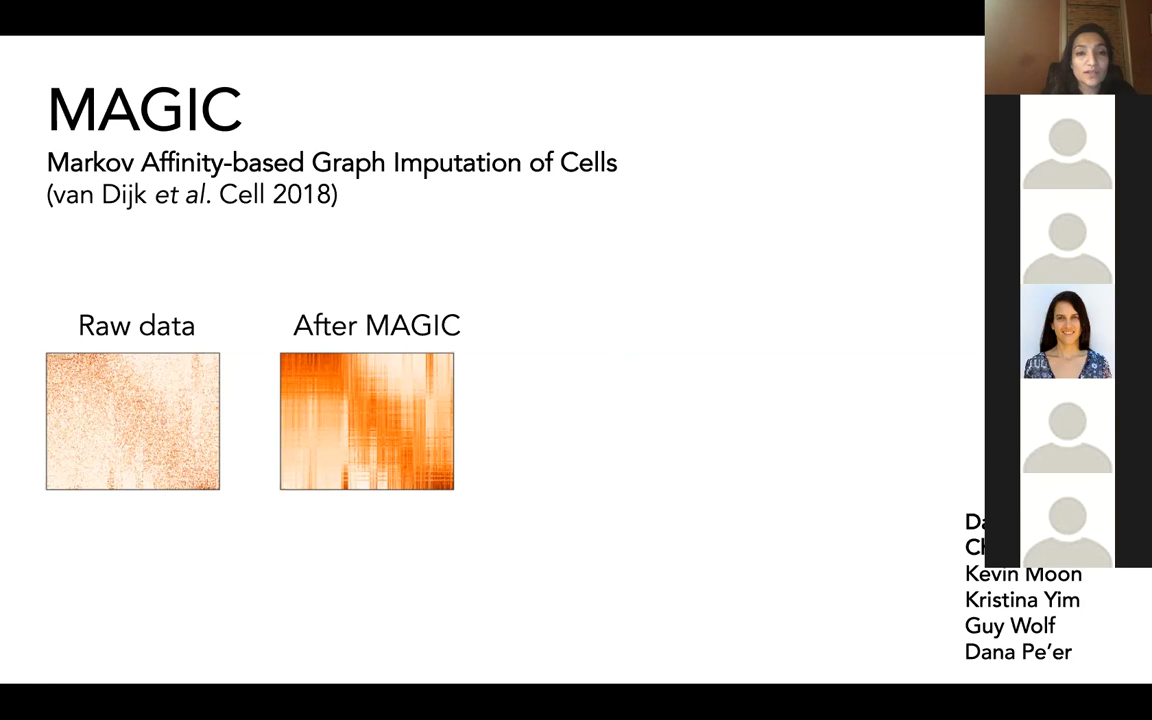 MAGIC
Markov Affinity-based Graph Imputation of Cells
(van Dijk et al. Cell 2018)
Raw data
After MAGIC
Kevin Moon
Kristina Yim
Guy Wolf
Dana Pe'er